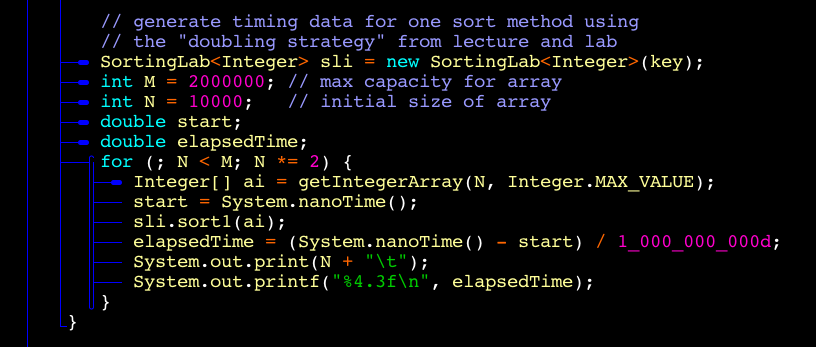 // generate timing data for one sort method using
// the "doubling strategy" from lecture and lab
SortingLab<Integer> sli = new SortingLab<Integer>(key);
int M = 2000000; // max capacity for array
int N = 10000;   // initial size of array
double start;
double elapsedTime;
for (; N < M; N *= 2) {
Integer[] ai = getIntegerArray(N, Integer.MAX_VALUE);
start = System.nanoTime();
sli.sort1(ai);
elapsedTime = (System.nanoTime() - start) / 1_000_000_000d;
System.out.print(N + "\t");
System.out.printf("%4.3f\n", elapsedTime);
}
}